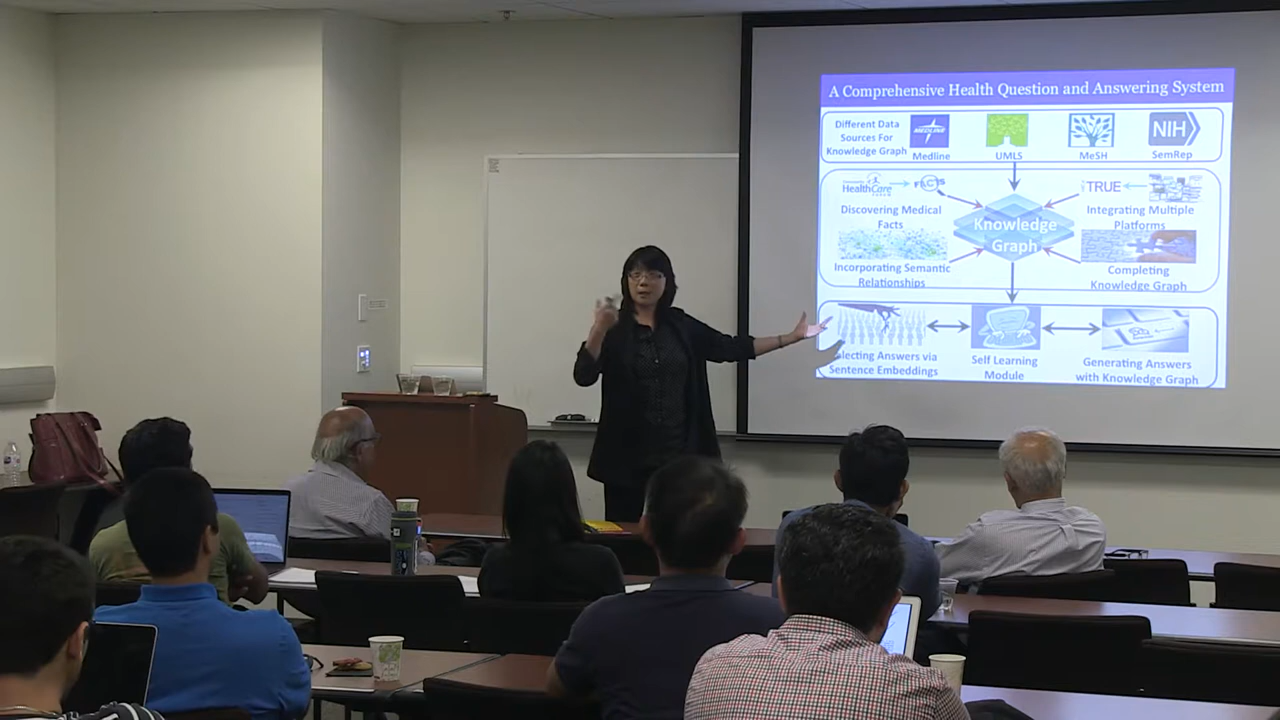 A Comprehensive Health Question and Answering System
Different Data
Sources For
Knowledge Graph
MEDLINE
Medline
UMLS
MeSH
NIH
SemRep
HealthCare
FACTS
TRUE
Discovering Medical
Facts
Integrating Multiple
Platforms
Knowledge
Graph
Incorporating Semantic
Relationships
Completing
Knowledge Graph
Answers via
Sentence Embeddings
Self Learning
Module
Generating Answers
with Knowledge Graph